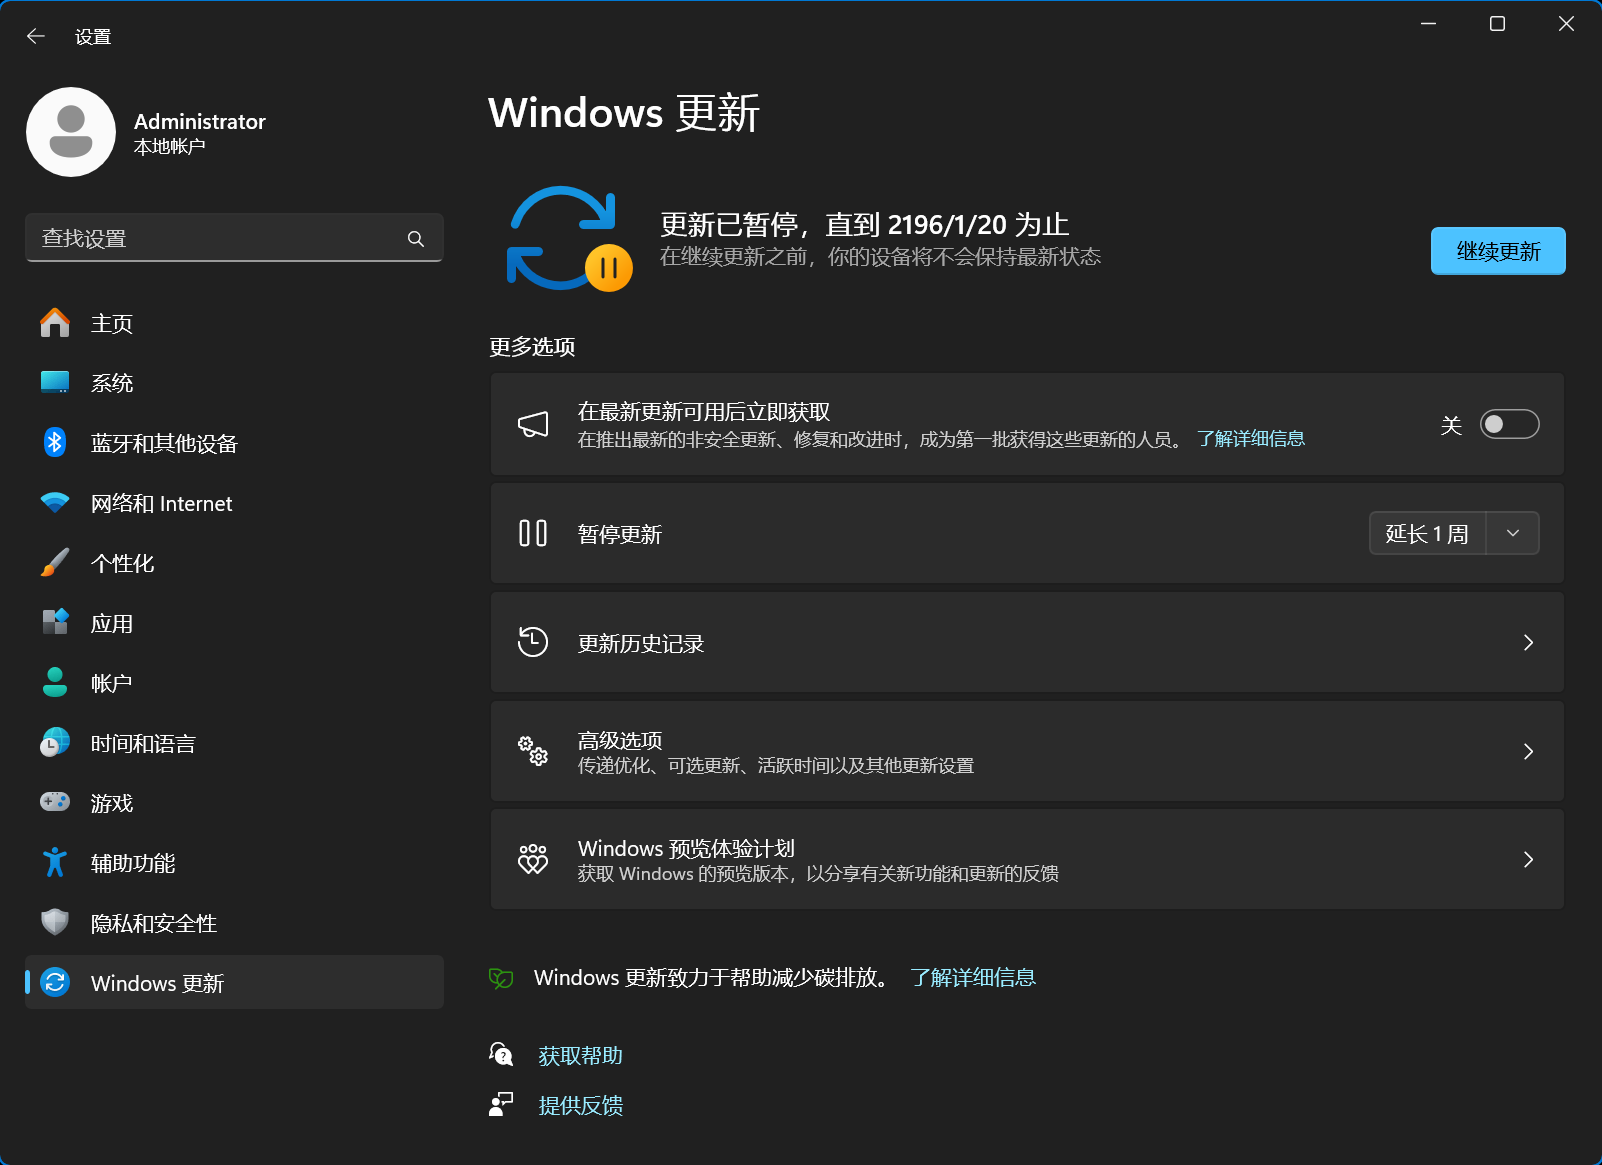 设置
Administrator
本地帐户
查找设置
主页
系统
蓝牙和其他设备
网络和 Internet
个性化
应用
帐户
时间和语言
游戏
辅助功能
隐私和安全性
Windows 更新
Windows 更新
更新已暂停，直到 2196/1/20 为止
在继续更新之前，你的设备将不会保持最新状态
继续更新
更多选项
在最新更新可用后立即获取
在推出最新的非安全更新、修复和改进时，成为第一批获得这些更新的人员。 了解详细信息
关
暂停更新
延长 1 周
更新历史记录
高级选项
传递优化、可选更新、活跃时间以及其他更新设置
Windows 预览体验计划
获取 Windows 的预览版本，以分享有关新功能和更新的反馈
Windows 更新致力于帮助减少碳排放。 了解详细信息
获取帮助
提供反馈